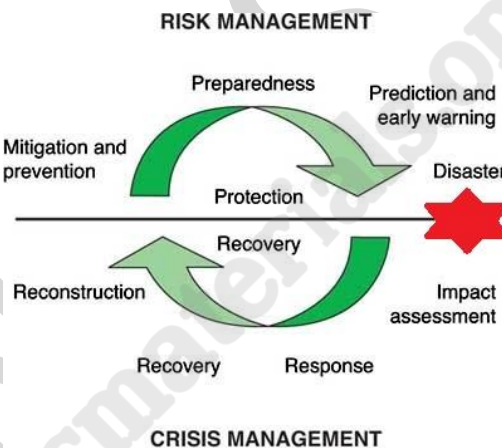 RISK MANAGEMENT
Preparedness
Prediction and
early warning
Mitigation and
prevention
Disaster
Protection
Recovery
Reconstruction
Impact
assessment
Recovery
Response
CRISIS MANAGEMENT